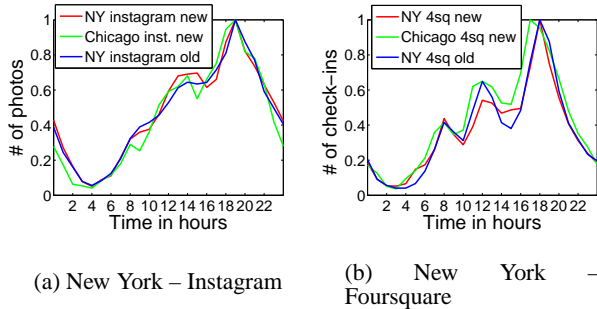 NY instagram new
Chicago inst. new
NY instagram old
1
0.8
0.6
0.4
0.2
0
# of photos
2 4 6 8 10 12 14 16 18 20 22
Time in hours
(a) New York – Instagram
NY 4sq new
Chicago 4sq new
NY 4sq old
1
0.8
0.6
0.4
0.2
0
# of check-ins
2 4 6 8 10 12 14 16 18 20 22
Time in hours
(b) New York –
Foursquare